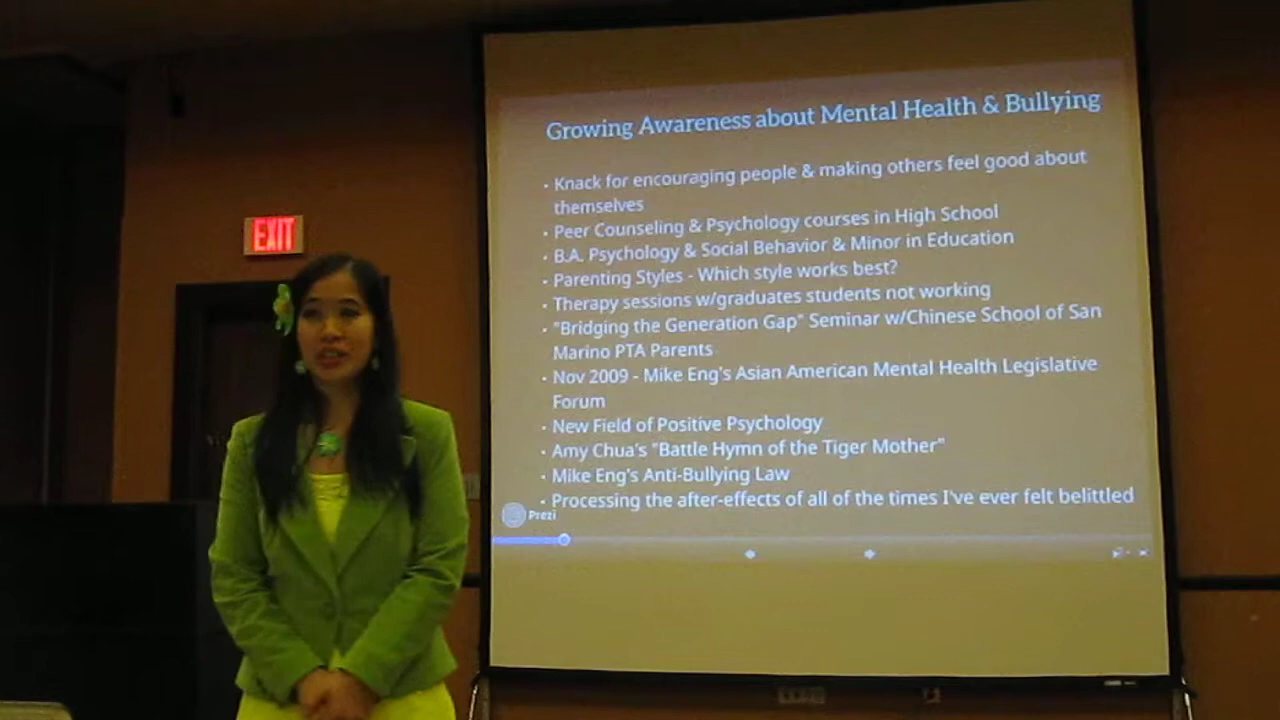 Growing Awareness about Mental Health & Bullying
• Knack for encouraging people & making others feel good about
themselves
• Peer Counseling & Psychology courses in High School
• B.A. Psychology & Social Behavior & Minor in Education
• Parenting Styles - Which style works best?
• Therapy sessions w/graduates students not working
• "Bridging the Generation Gap" Seminar w/Chinese School of San
Marino PTA Parents
• Nov 2009 - Mike Eng's Asian American Mental Health Legislative
Forum
• New Field of Positive Psychology
• Amy Chua's "Battle Hymn of the Tiger Mother"
• Mike Eng's Anti-Bullying Law
• Processing the after-effects of all of the times I've ever felt belittled
Prezi
EXIT